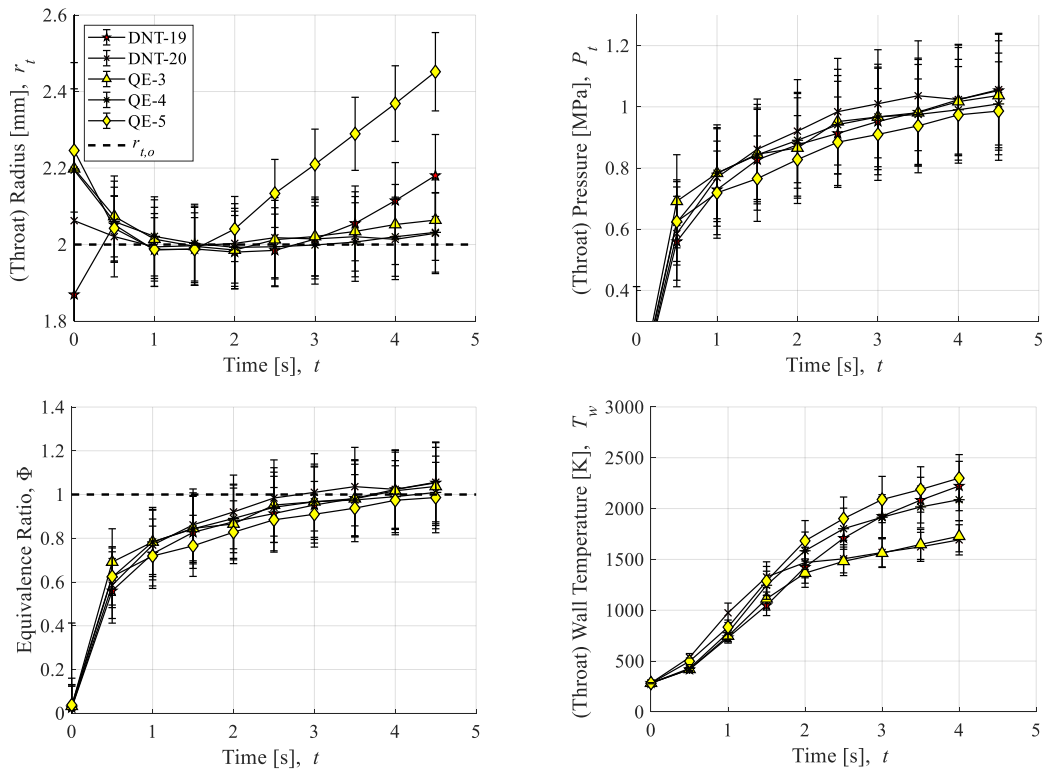 2.6
2.4
2.2
2
1.8
(Throat) Radius [mm], r_t
DNT-19
DNT-20
QE-3
QE-4
QE-5
r_{t,o}
0 1 2 3 4 5
Time [s], t
1.2
1
0.8
0.6
0.4
(Throat) Pressure [MPa], P_t
0 1 2 3 4 5
Time [s], t
1.4
1.2
1
0.8
0.6
0.4
0.2
0
Equivalence Ratio, Φ
0 1 2 3 4 5
Time [s], t
3000
2500
2000
1500
1000
500
0
(Throat) Wall Temperature [K], T_w
0 1 2 3 4 5
Time [s], t